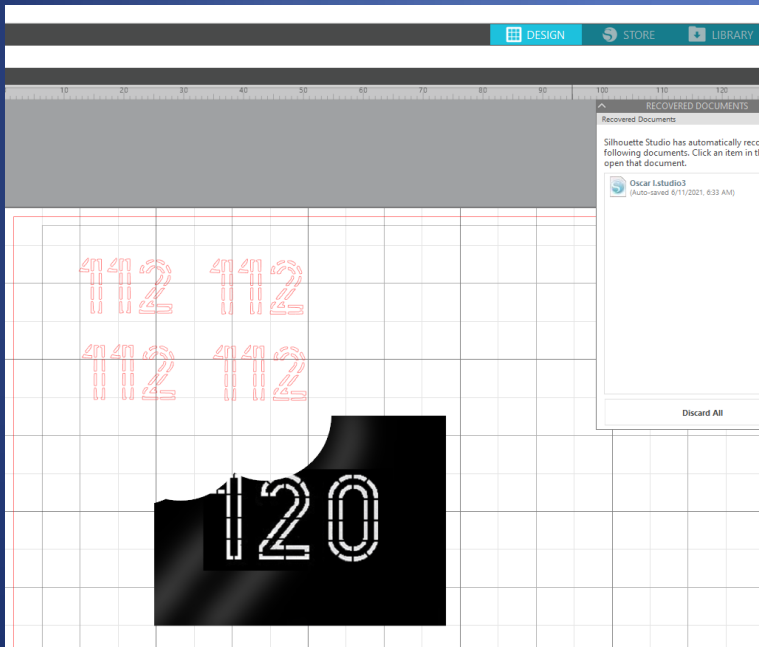 DESIGN STORE LIBRARY
10 20 30 40 50 60 70 80 90 100 110 120
RECOVERED DOCUMENTS
Recovered Documents
Silhouette Studio has automatically
following documents. Click an item in
open that document.
Oscar I.studio3
(Auto-saved 6/11/2021, 6:33 AM)
Discard All
112 112
112 112
120